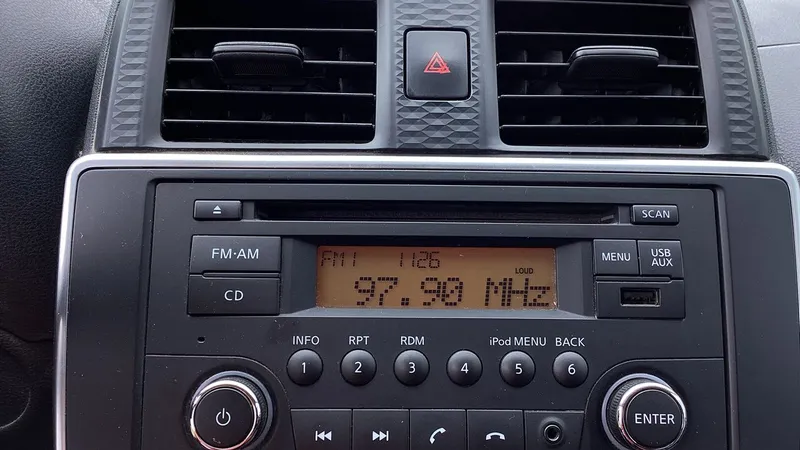 SCAN
FM·AM
FM1 1126
MENU
USB
AUX
LOUD
CD
97.90 MHz
INFO RPT RDM iPod MENU BACK
1 2 3 4 5 6
ENTER